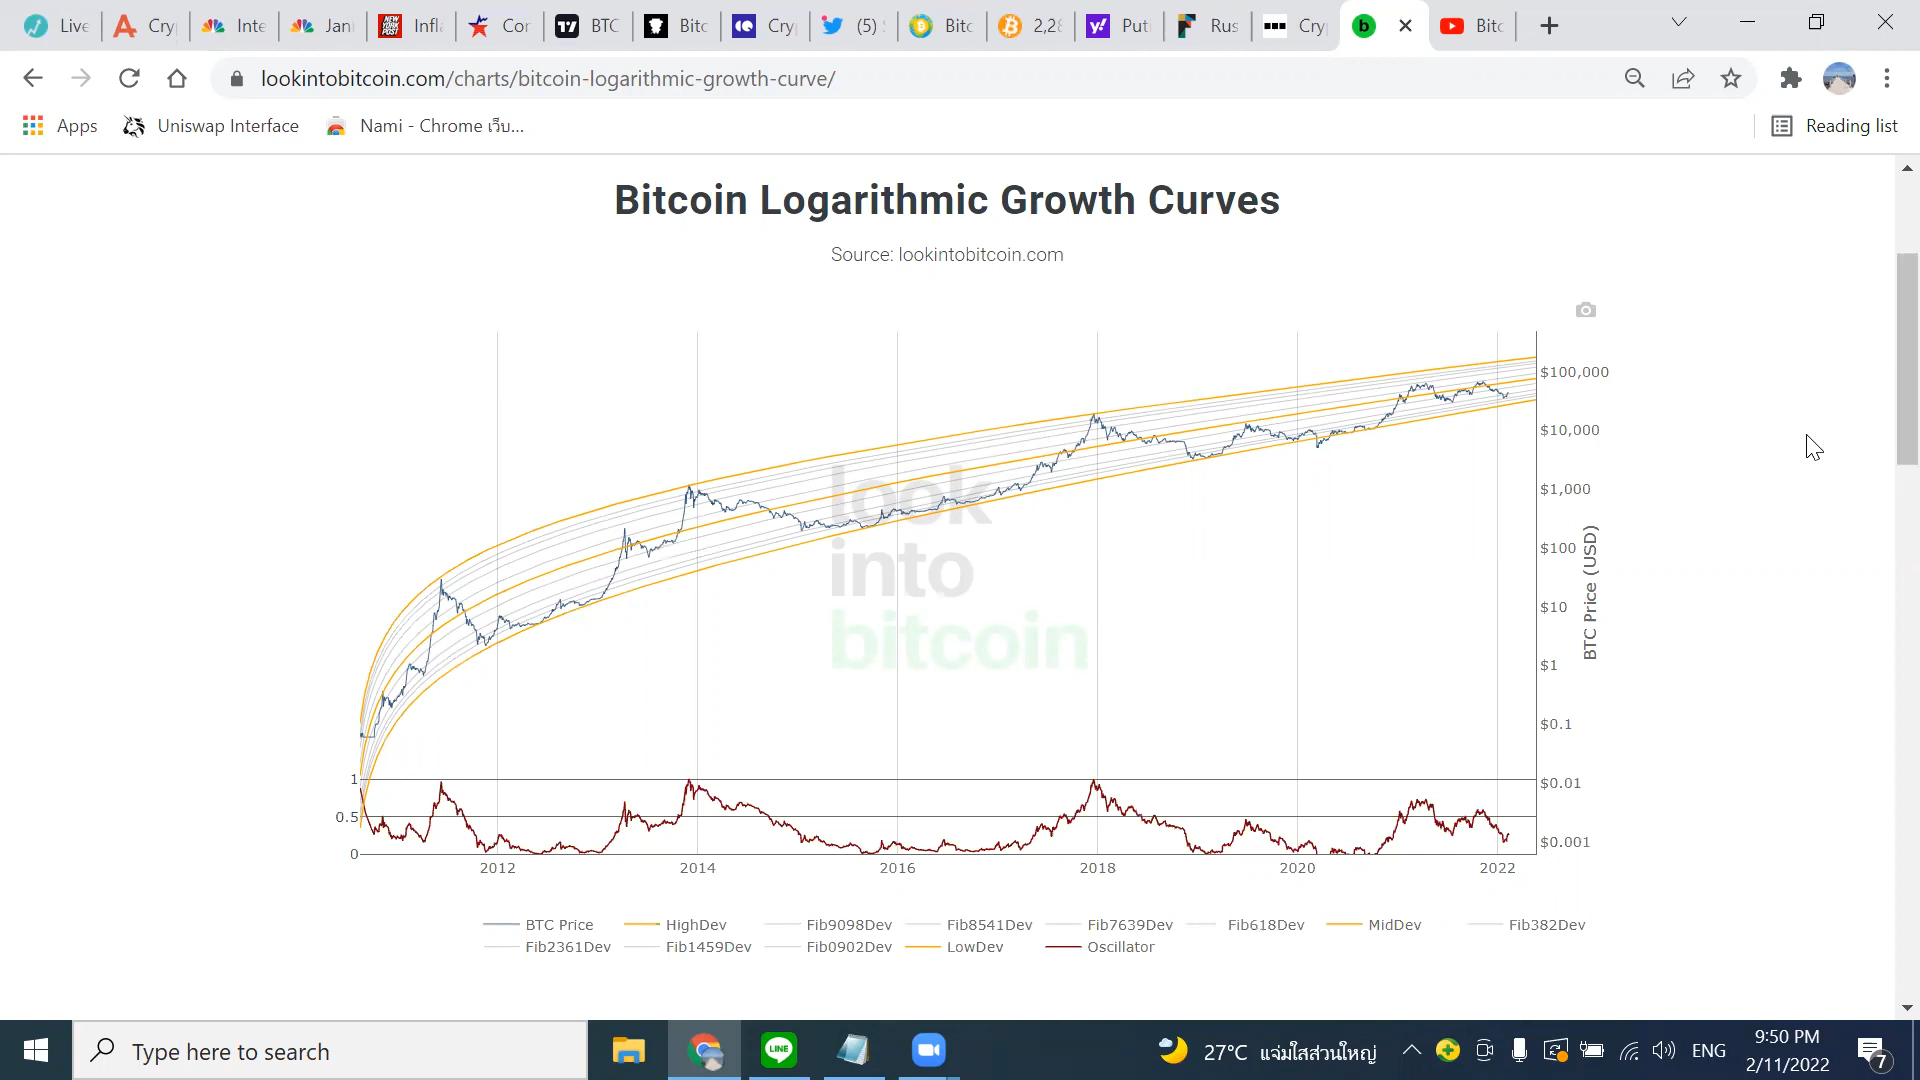 Live Cry Inte Jan Infl Cor BTC Bitc Cry (5) Bitc 2,28 Put Rus Cry Bitc
lookintobitcoin.com/charts/bitcoin-logarithmic-growth-curve/
Apps Uniswap Interface Nami - Chrome เว็บ... Reading list
Bitcoin Logarithmic Growth Curves
Source: lookintobitcoin.com
$100,000
$10,000
$1,000
$100
$10
$1
$0.1
$0.01
$0.001
BTC Price (USD)
look
into
bitcoin
1
0.5
0
2012 2014 2016 2018 2020 2022
BTC Price HighDev Fib9098Dev Fib8541Dev Fib7639Dev Fib618Dev MidDev Fib382Dev
Fib2361Dev Fib1459Dev Fib0902Dev LowDev Oscillator
Type here to search
LINE
27°C แจ่มใสส่วนใหญ่
ENG
9:50 PM
2/11/2022
7